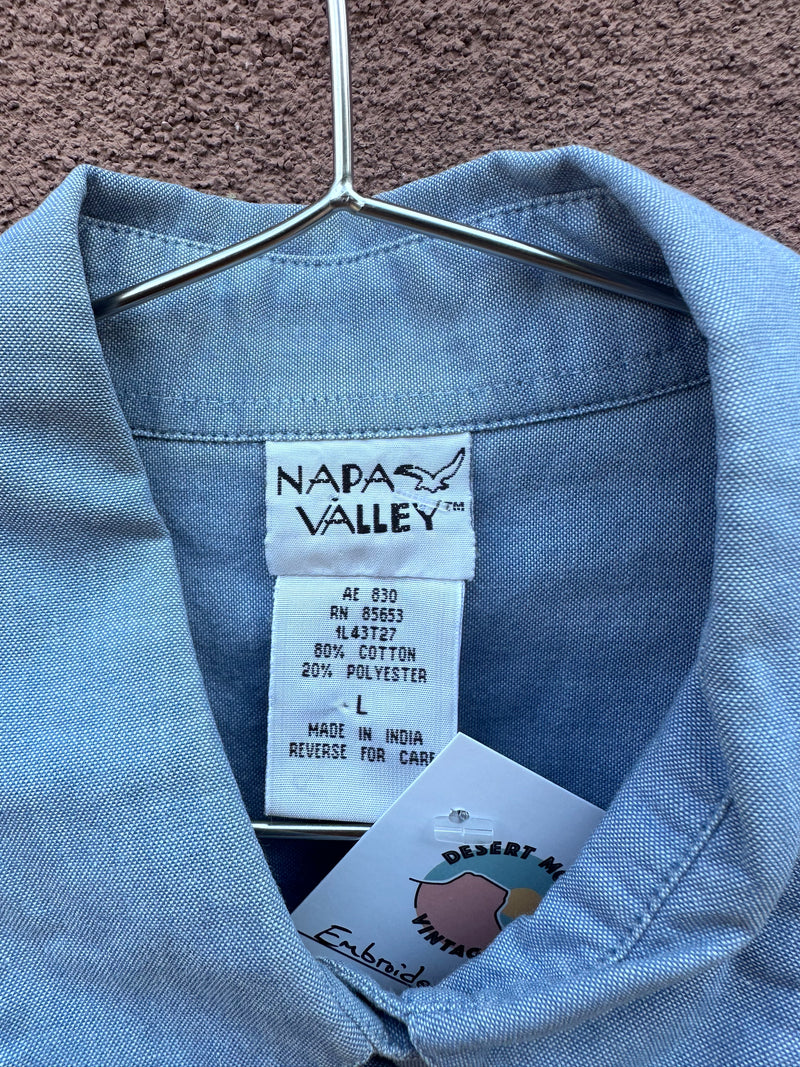 NAPA
VALLEY™
AE 830
RN 85653
1L43T27
80% COTTON
20% POLYESTER
L
MADE IN INDIA
REVERSE FOR CARE
DESERT